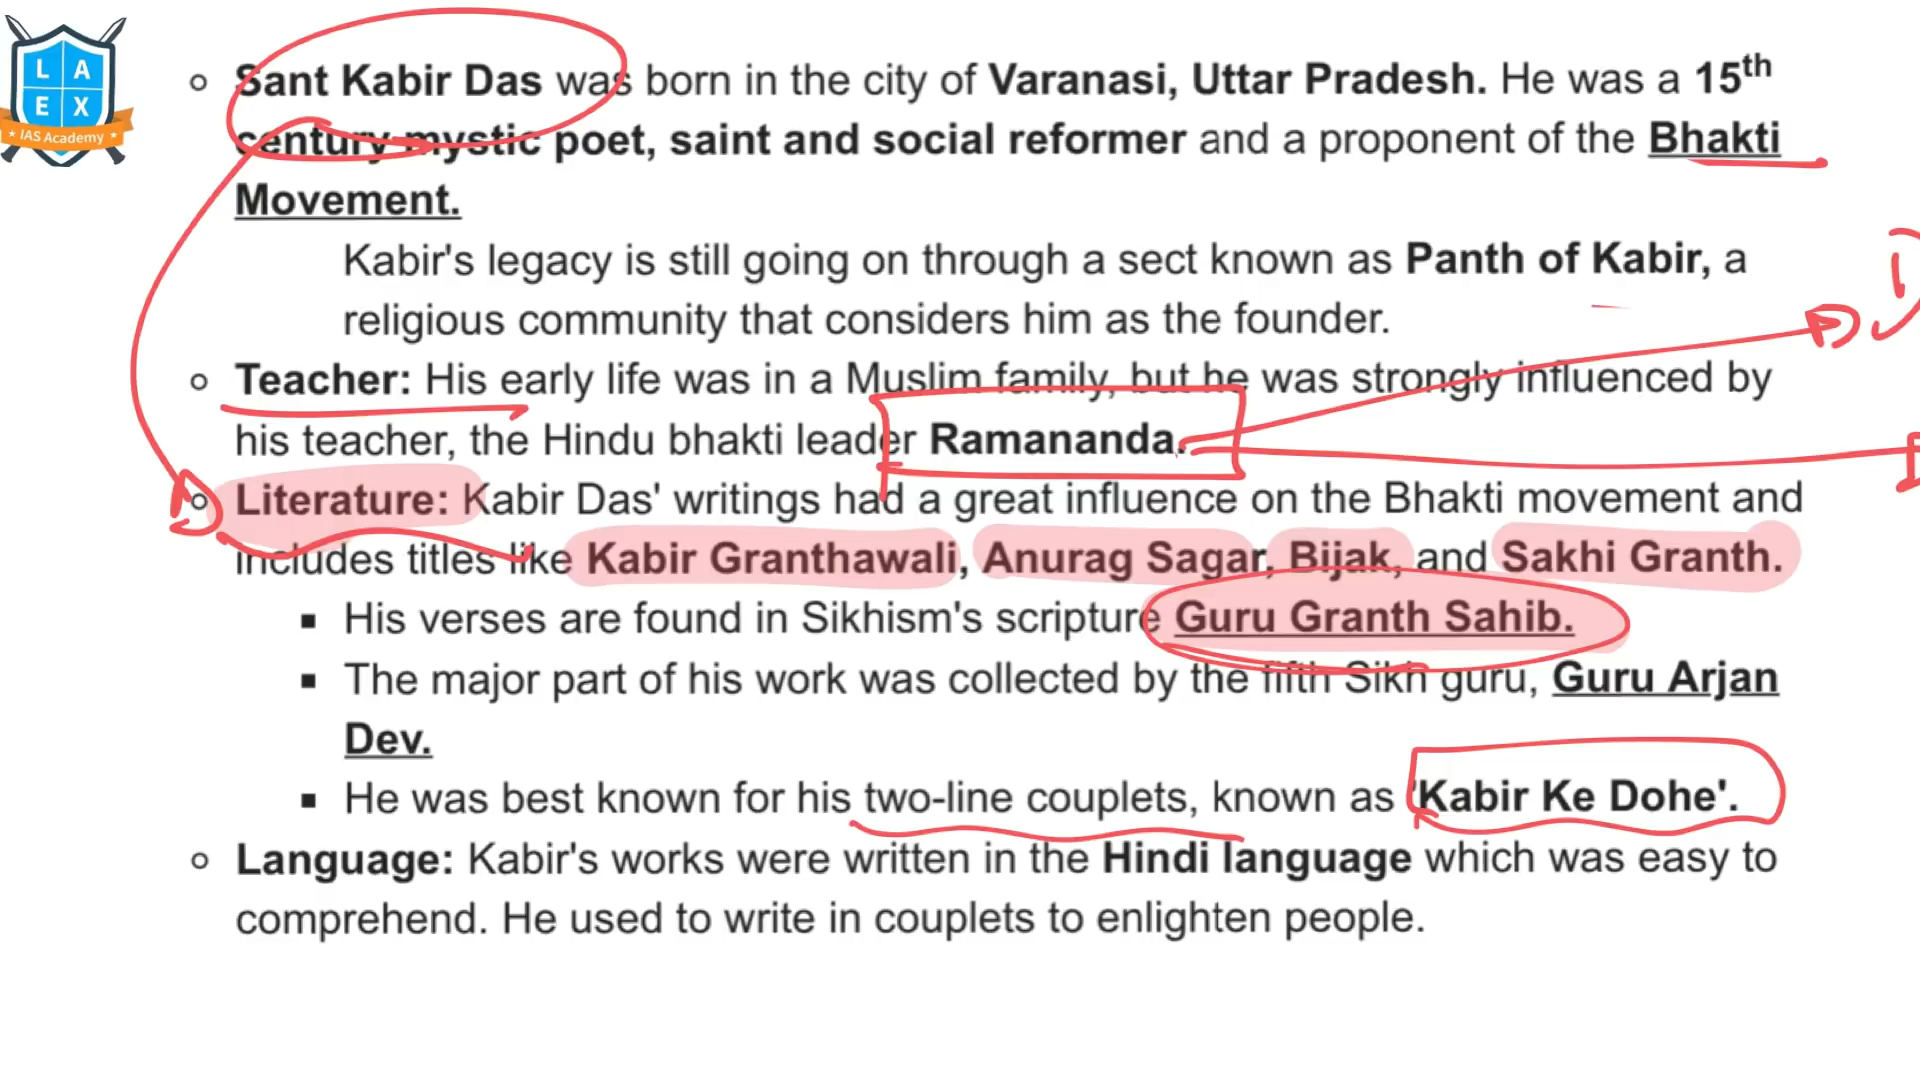 L A
E X
IAS Academy
Sant Kabir Das was born in the city of Varanasi, Uttar Pradesh. He was a 15th
century mystic poet, saint and social reformer and a proponent of the Bhakti
Movement.
Kabir's legacy is still going on through a sect known as Panth of Kabir, a
religious community that considers him as the founder.
Teacher: His early life was in a Muslim family, but he was strongly influenced by
his teacher, the Hindu bhakti leader Ramananda.
Literature: Kabir Das' writings had a great influence on the Bhakti movement and
includes titles like Kabir Granthawali, Anurag Sagar, Bijak, and Sakhi Granth.
His verses are found in Sikhism's scripture Guru Granth Sahib.
The major part of his work was collected by the fifth Sikh guru, Guru Arjan
Dev.
He was best known for his two-line couplets, known as 'Kabir Ke Dohe'.
Language: Kabir's works were written in the Hindi language which was easy to
comprehend. He used to write in couplets to enlighten people.